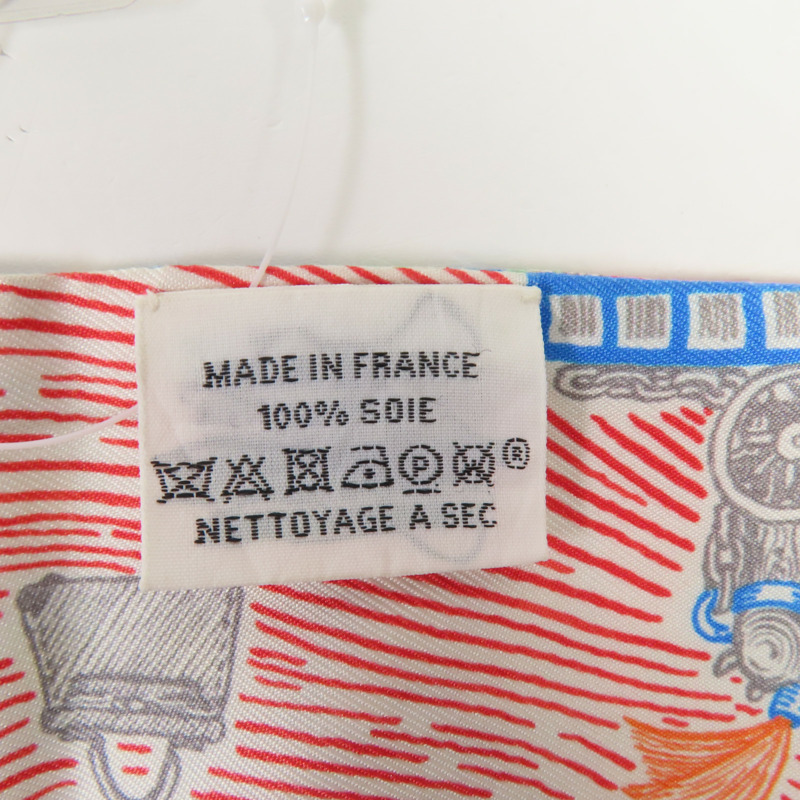 MADE IN FRANCE
100% SOIE
P W ®
NETTOYAGE A SEC